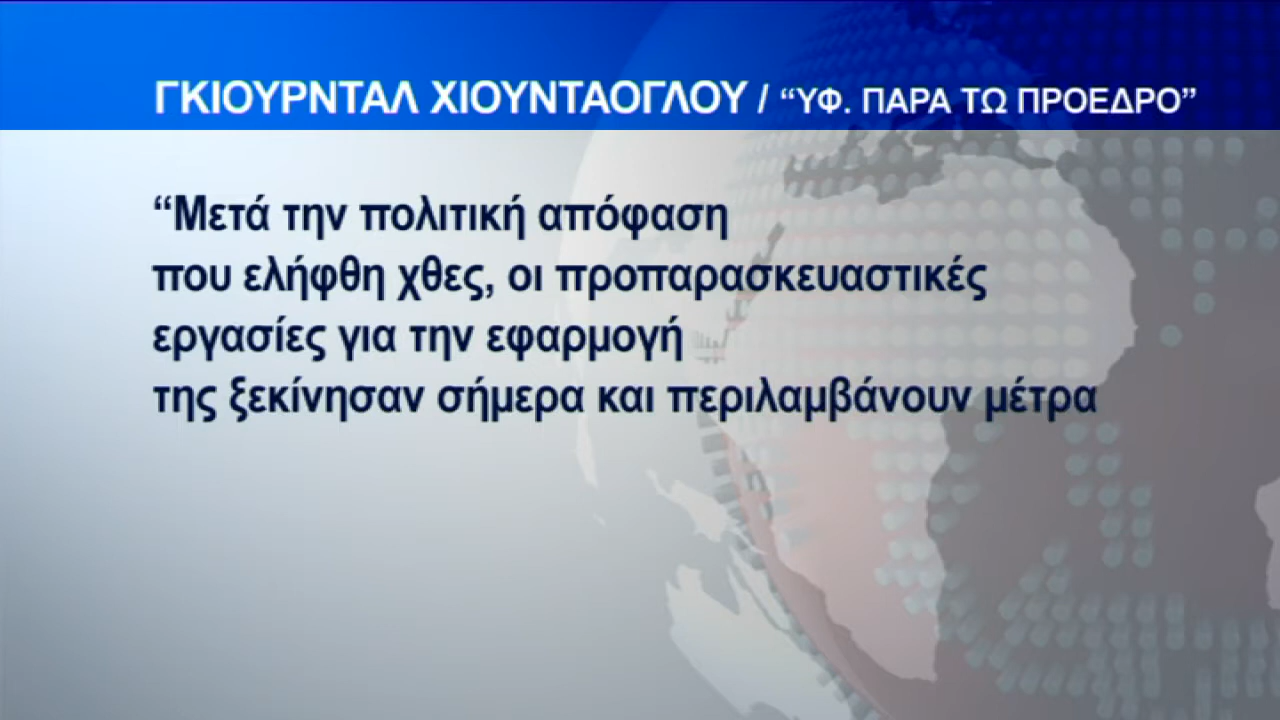 ΓΚΙΟΥΡΝΤΑΛ ΧΙΟΥΝΤΑΟΓΛΟΥ / “ΥΦ. ΠΑΡΑ ΤΩ ΠΡΟΕΔΡΟ”
“Μετά την πολιτική απόφαση
που ελήφθη χθες, οι προπαρασκευαστικές
εργασίες για την εφαρμογή
της ξεκίνησαν σήμερα και περιλαμβάνουν μέτρα